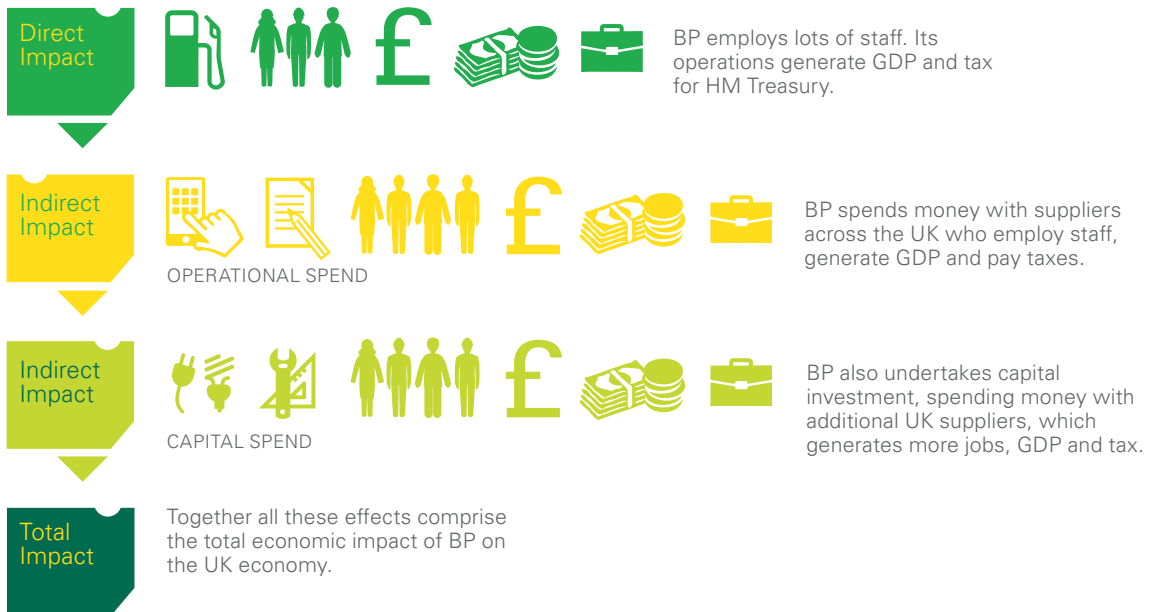 Direct
Impact
£
BP employs lots of staff. Its
operations generate GDP and tax
for HM Treasury.
Indirect
Impact
OPERATIONAL SPEND
£
BP spends money with suppliers
across the UK who employ staff,
generate GDP and pay taxes.
Indirect
Impact
CAPITAL SPEND
£
BP also undertakes capital
investment, spending money with
additional UK suppliers, which
generates more jobs, GDP and tax.
Total
Impact
Together all these effects comprise
the total economic impact of BP on
the UK economy.